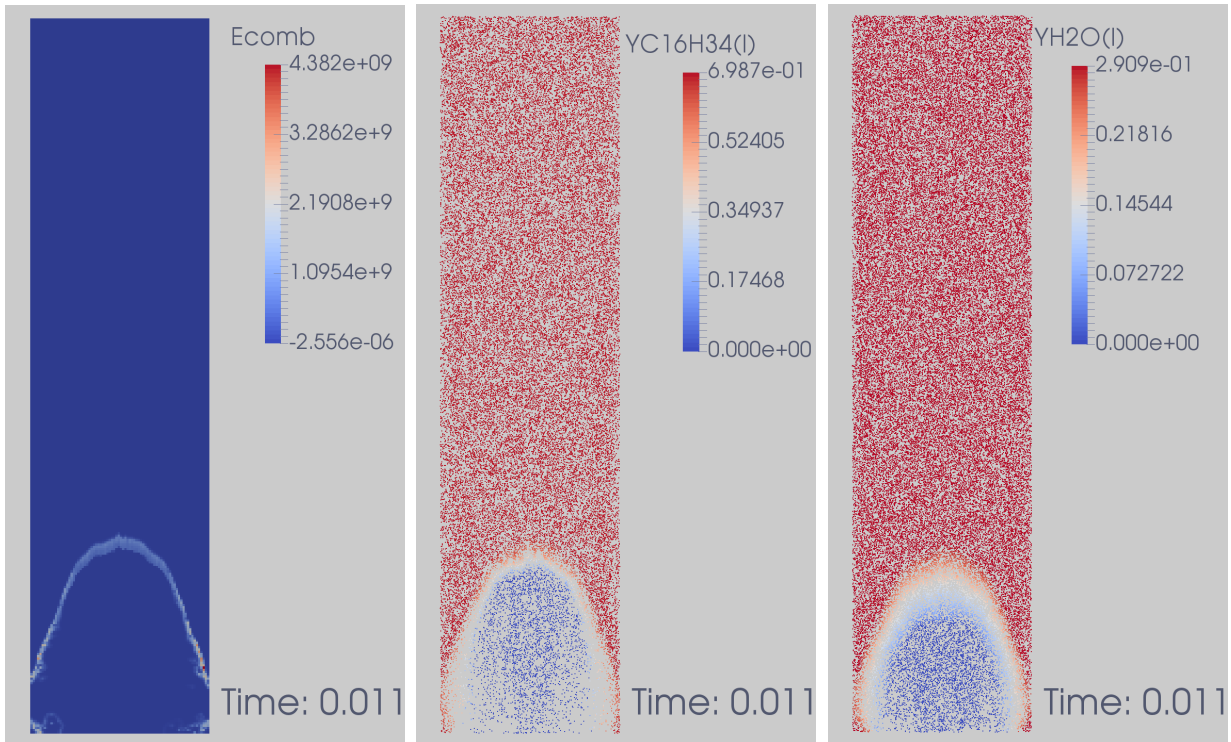 Ecomb
4.382e+09
3.2862e+9
2.1908e+9
1.0954e+9
-2.556e-06
Time: 0.011
YC16H34(l)
6.987e-01
0.52405
0.34937
0.17468
0.000e+00
Time: 0.011
YH2O(l)
2.909e-01
0.21816
0.14544
0.072722
0.000e+00
Time: 0.011